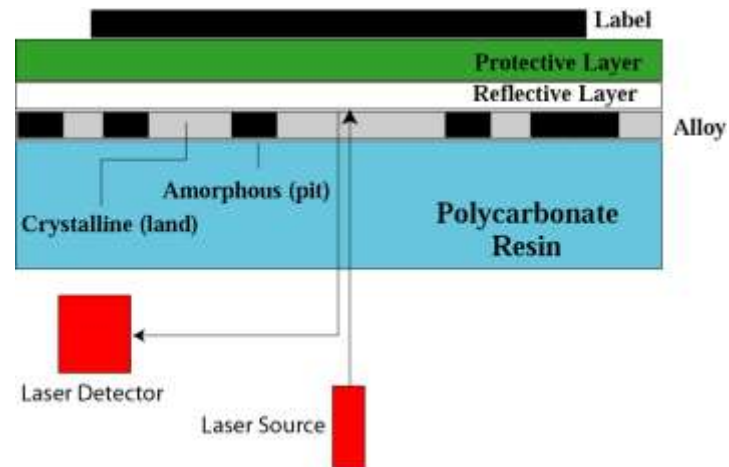 Label
Protective Layer
Reflective Layer
Alloy
Amorphous (pit)
Crystalline (land)
Polycarbonate
Resin
Laser Detector
Laser Source